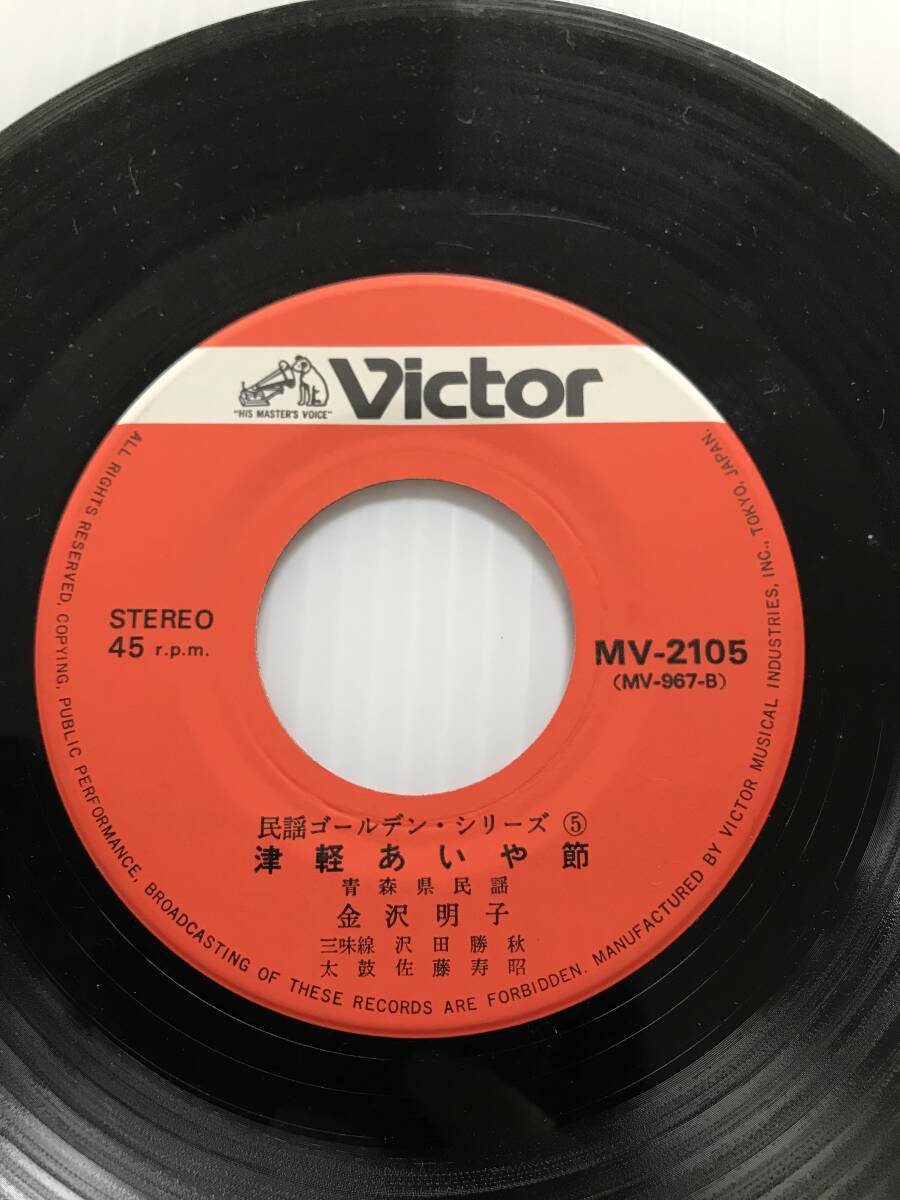 Victor
"HIS MASTER'S VOICE"
STEREO
45 r.p.m.
MV-2105
(MV-967-B)
民謡ゴールデン・シリーズ ⑤
津軽あいや節
青森県民謡
金沢明子
三味線 沢田勝秋
太鼓 佐藤寿昭
ALL RIGHTS RESERVED, COPYING, PUBLIC PERFORMANCE, BROADCASTING OF THESE RECORDS ARE FORBIDDEN. MANUFACTURED BY VICTOR MUSICAL INDUSTRIES, INC., TOKYO, JAPAN.